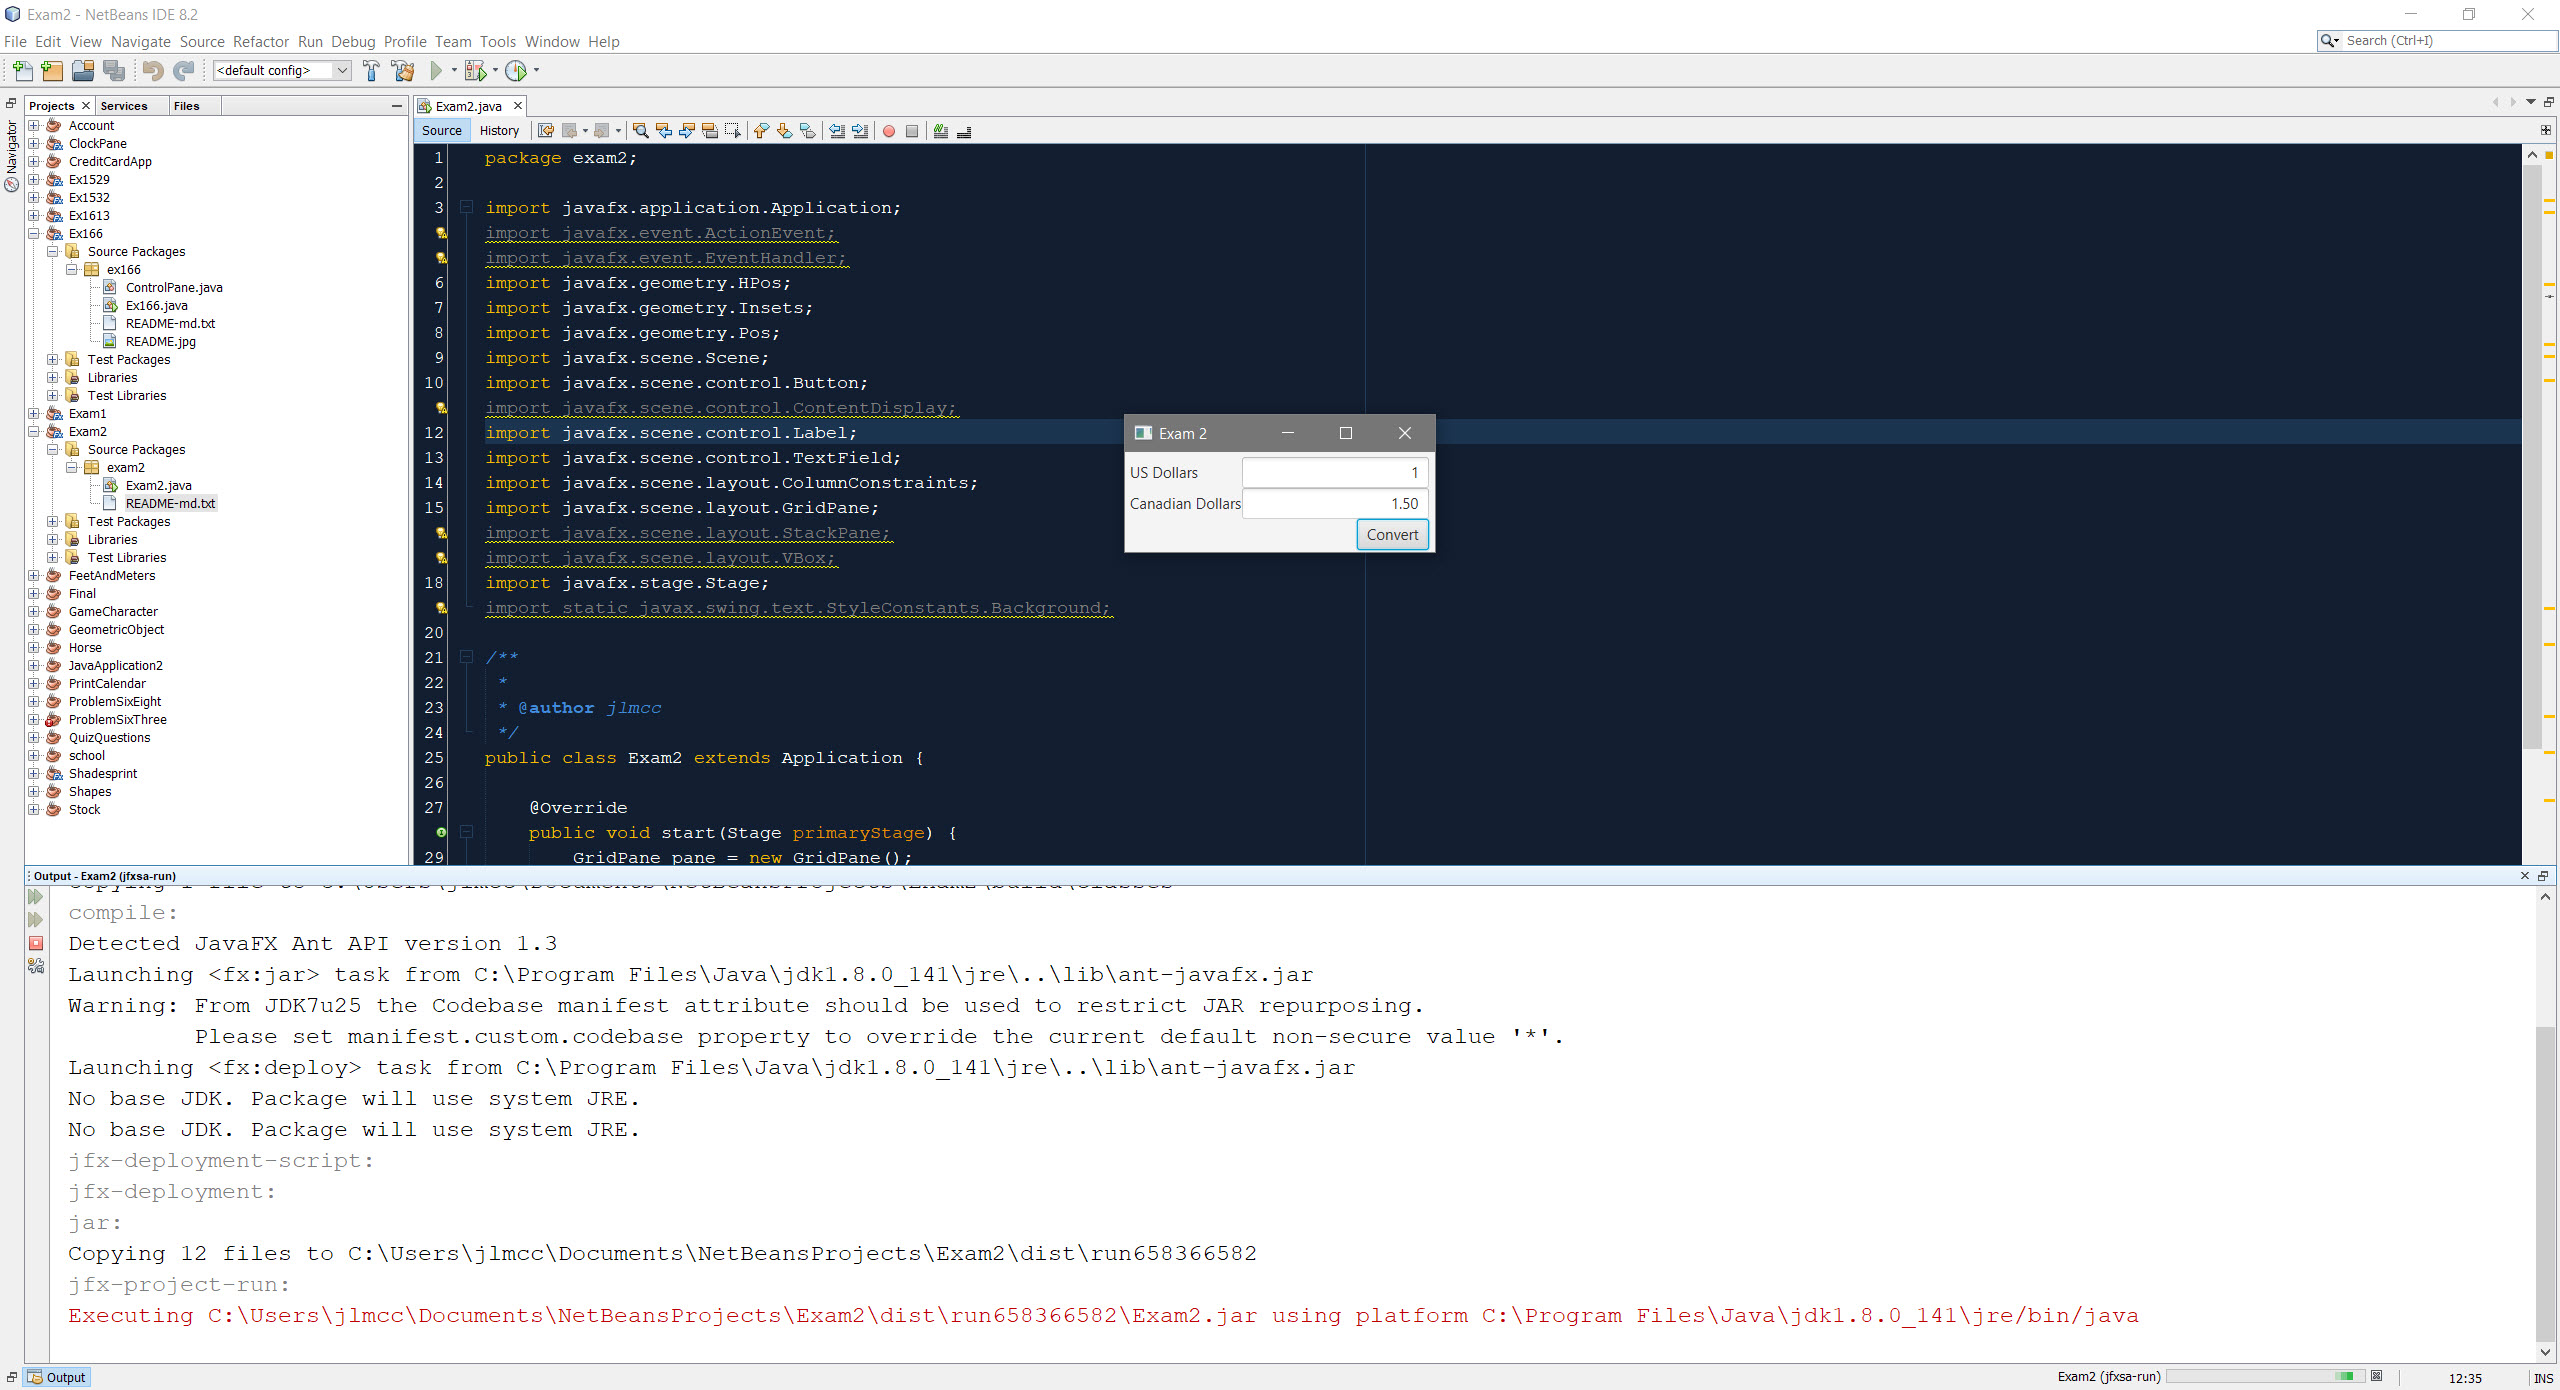 Exam2 - NetBeans IDE 8.2
File Edit View Navigate Source Refactor Run Debug Profile Team Tools Window Help
Search (Ctrl+I)
<default config>
Projects Services Files
Navigator
Account
ClockPane
CreditCardApp
Ex1529
Ex1532
Ex1613
Ex166
Source Packages
ex166
ControlPane.java
Ex166.java
README-md.txt
README.jpg
Test Packages
Libraries
Test Libraries
Exam1
Exam2
Source Packages
exam2
Exam2.java
README-md.txt
Test Packages
Libraries
Test Libraries
FeetAndMeters
Final
GameCharacter
GeometricObject
Horse
JavaApplication2
PrintCalendar
ProblemSixEight
ProblemSixThree
QuizQuestions
school
Shadesprint
Shapes
Stock
Exam2.java
Source History
1 package exam2;
2
3 import javafx.application.Application;
import javafx.event.ActionEvent;
import javafx.event.EventHandler;
6 import javafx.geometry.HPos;
7 import javafx.geometry.Insets;
8 import javafx.geometry.Pos;
9 import javafx.scene.Scene;
10 import javafx.scene.control.Button;
import javafx.scene.control.ContentDisplay;
12 import javafx.scene.control.Label;
13 import javafx.scene.control.TextField;
14 import javafx.scene.layout.ColumnConstraints;
15 import javafx.scene.layout.GridPane;
import javafx.scene.layout.StackPane;
import javafx.scene.layout.VBox;
18 import javafx.stage.Stage;
import static javax.swing.text.StyleConstants.Background;
20
21 /**
22 *
23 * @author jlmcc
24 */
25 public class Exam2 extends Application {
26
27 @Override
public void start(Stage primaryStage) {
29 GridPane pane = new GridPane();
Exam 2
US Dollars 1
Canadian Dollars 1.50
Convert
Output - Exam2 (jfxsa-run)
Copying 1 file to C:\Users\jlmcc\Documents\NetBeansProjects\Exam2\build\classes
compile:
Detected JavaFX Ant API version 1.3
Launching <fx:jar> task from C:\Program Files\Java\jdk1.8.0_141\jre\..\lib\ant-javafx.jar
Warning: From JDK7u25 the Codebase manifest attribute should be used to restrict JAR repurposing.
Please set manifest.custom.codebase property to override the current default non-secure value '*'.
Launching <fx:deploy> task from C:\Program Files\Java\jdk1.8.0_141\jre\..\lib\ant-javafx.jar
No base JDK. Package will use system JRE.
No base JDK. Package will use system JRE.
jfx-deployment-script:
jfx-deployment:
jar:
Copying 12 files to C:\Users\jlmcc\Documents\NetBeansProjects\Exam2\dist\run658366582
jfx-project-run:
Executing C:\Users\jlmcc\Documents\NetBeansProjects\Exam2\dist\run658366582\Exam2.jar using platform C:\Program Files\Java\jdk1.8.0_141\jre/bin/java
Output
Exam2 (jfxsa-run)
12:35
INS